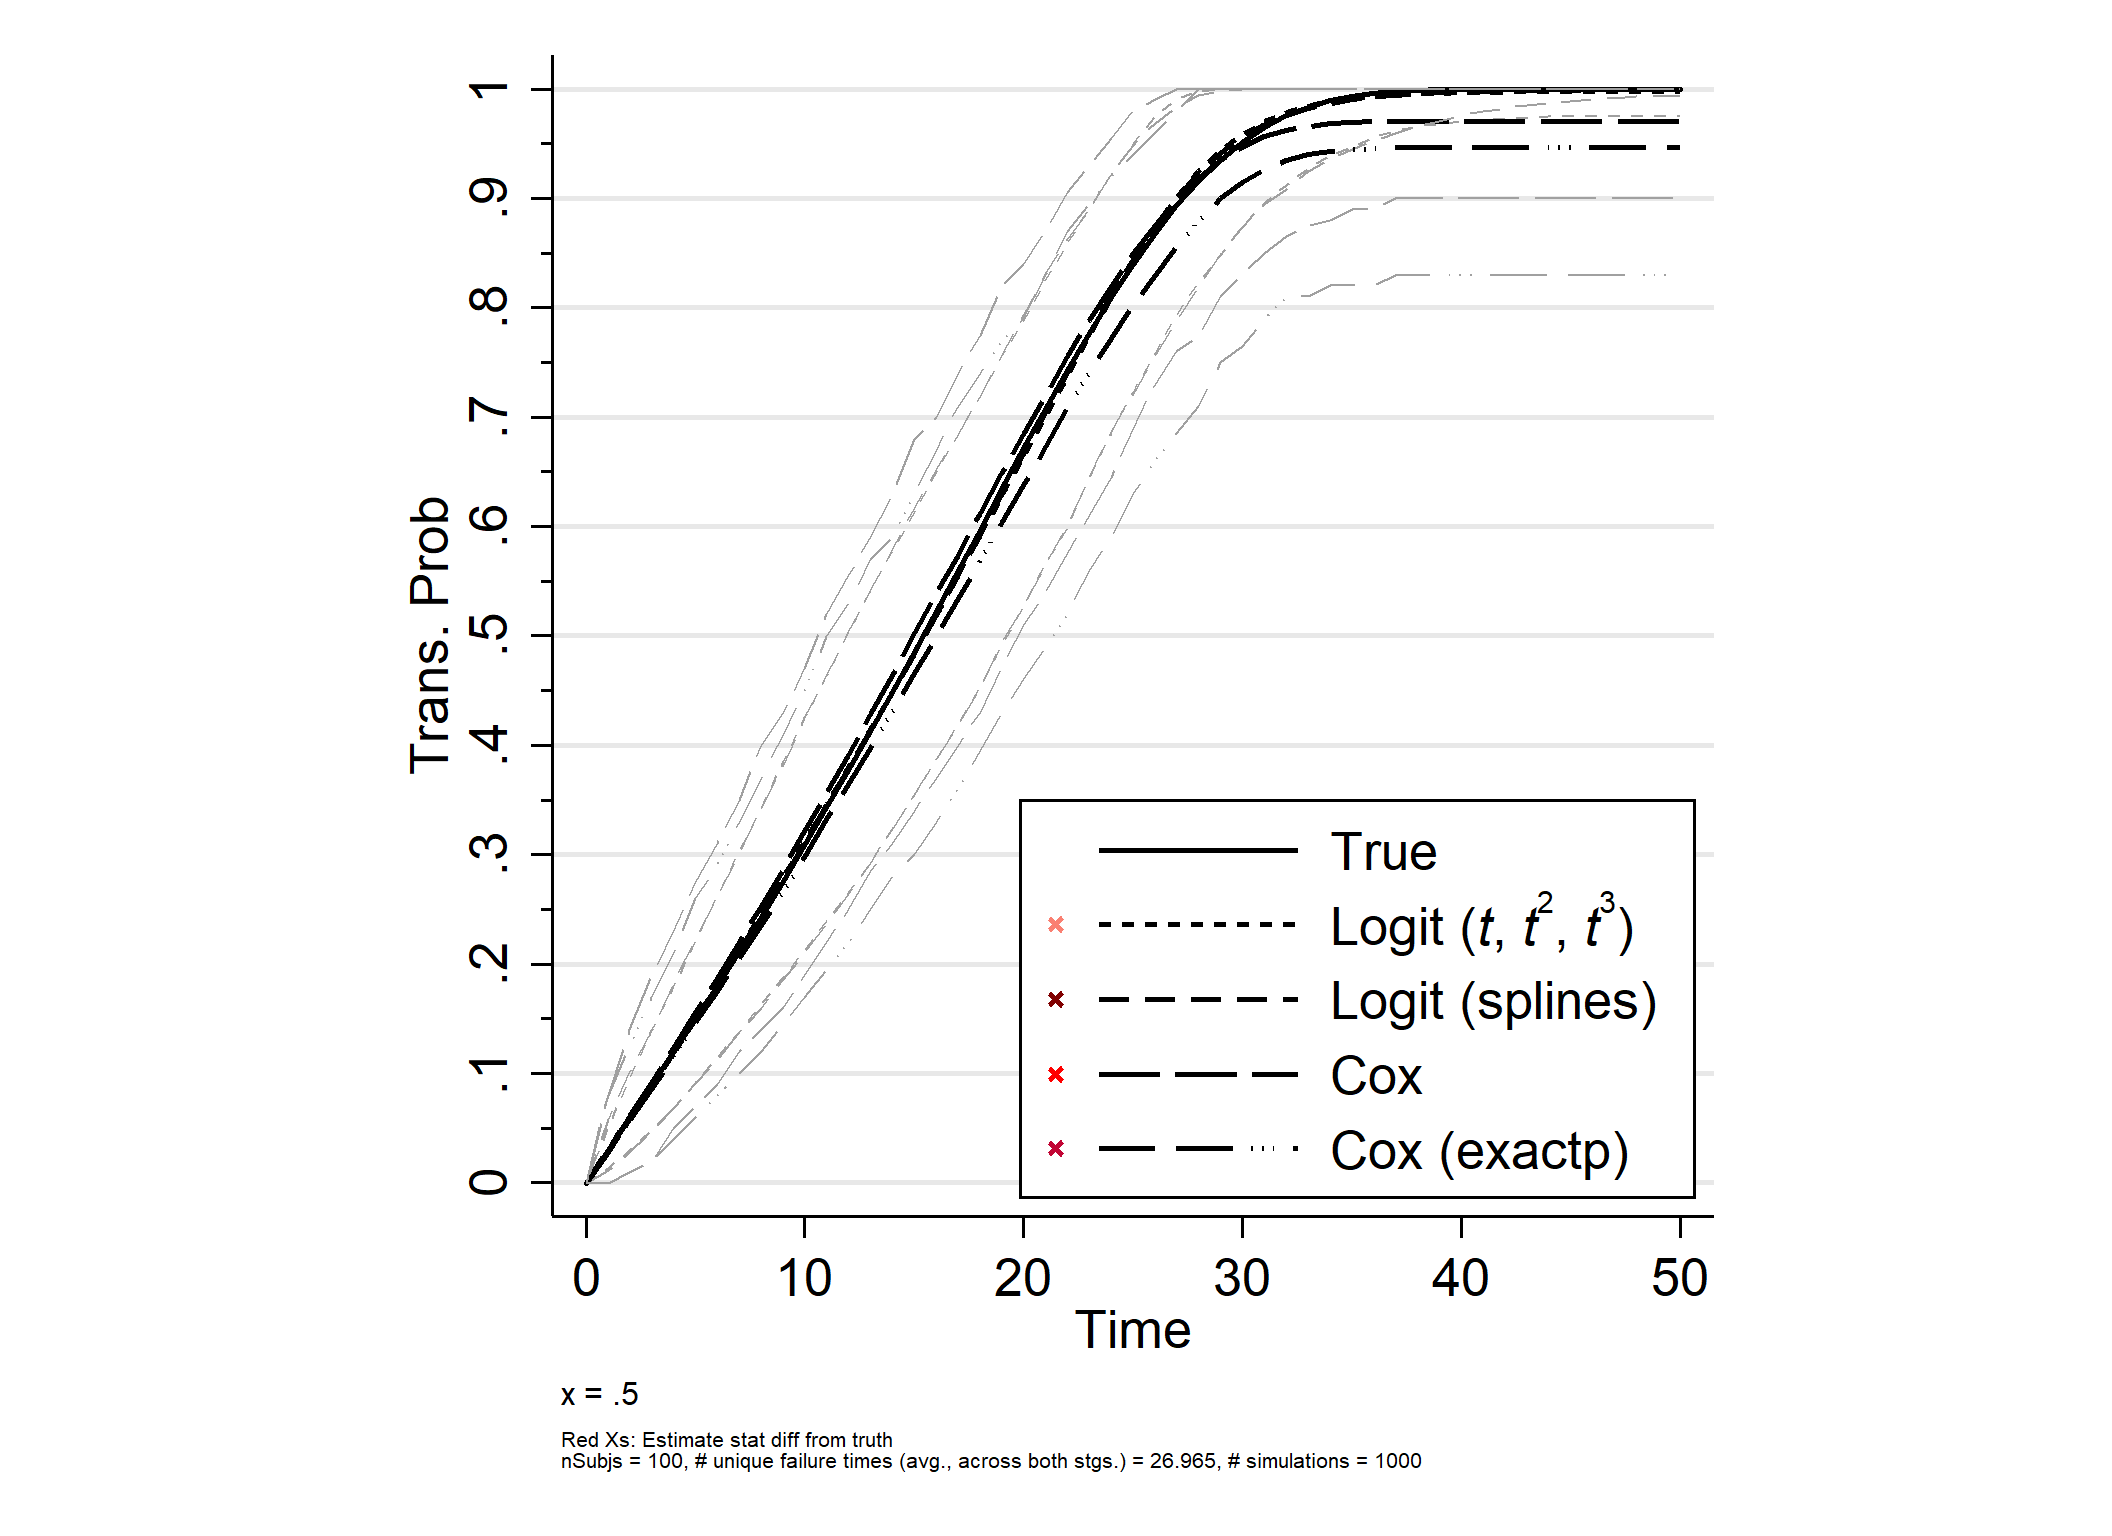 1
.9
.8
.7
.6
.5
.4
.3
.2
.1
0
Trans. Prob
True
Logit (t, t², t³)
Logit (splines)
Cox
Cox (exactp)
0 10 20 30 40 50
Time
x = .5
Red Xs: Estimate stat diff from truth
nSubjs = 100, # unique failure times (avg., across both stgs.) = 26.965, # simulations = 1000